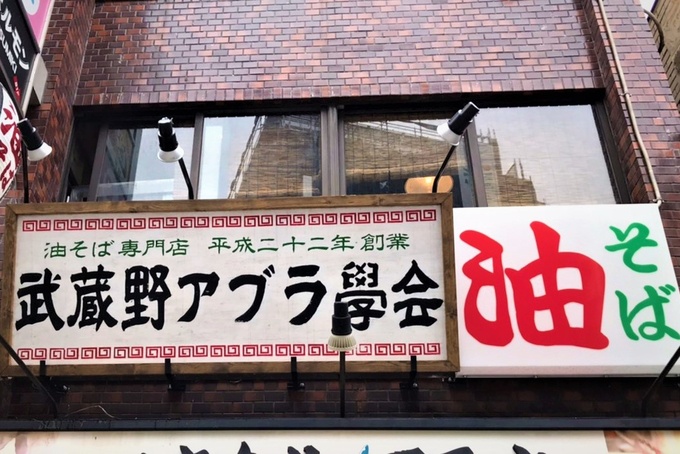 油そば専門店 平成二十二年 創業
武蔵野アブラ學会
油そば